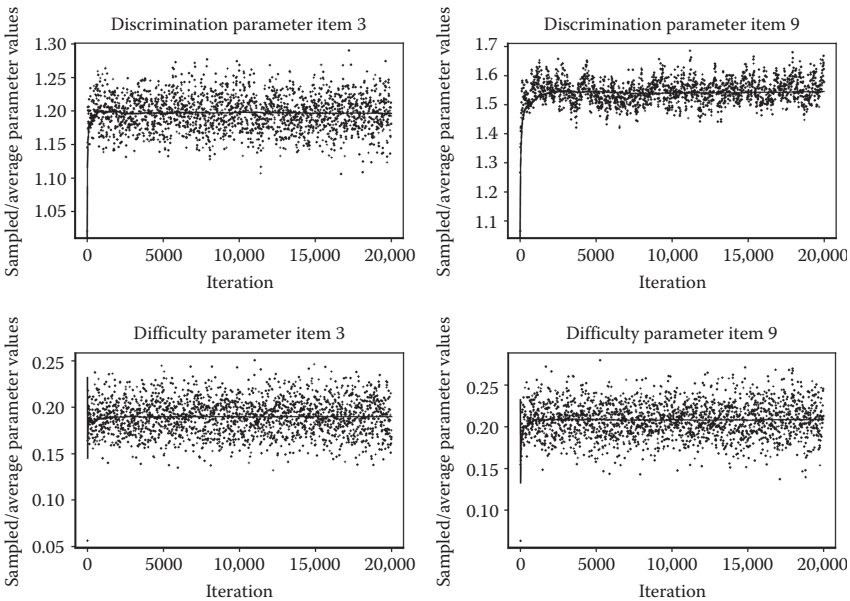 Discrimination parameter item 3
Sampled/average parameter values
1.30
1.25
1.20
1.15
1.10
1.05
0 5000 10,000 15,000 20,000
Iteration
Discrimination parameter item 9
Sampled/average parameter values
1.7
1.6
1.5
1.4
1.3
1.2
1.1
0 5000 10,000 15,000 20,000
Iteration
Difficulty parameter item 3
Sampled/average parameter values
0.25
0.20
0.15
0.10
0.05
0 5000 10,000 15,000 20,000
Iteration
Difficulty parameter item 9
Sampled/average parameter values
0.25
0.20
0.15
0.10
0 5000 10,000 15,000 20,000
Iteration